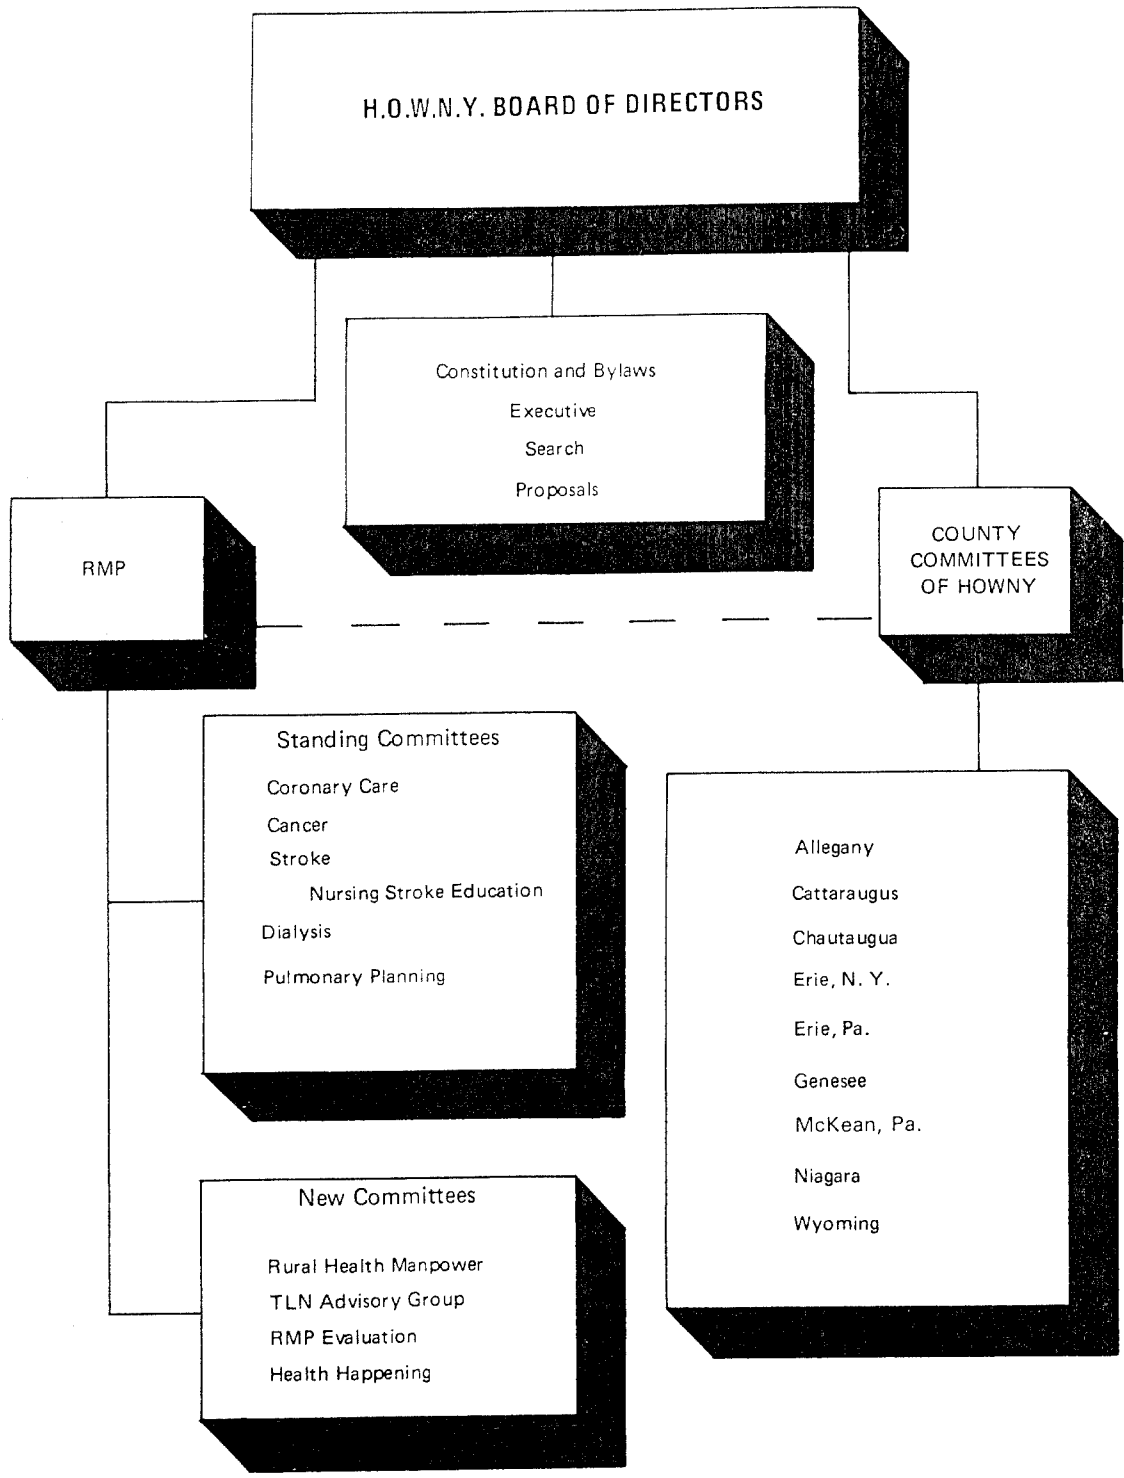 H.O.W.N.Y. BOARD OF DIRECTORS
Constitution and Bylaws
Executive
Search
Proposals
RMP
COUNTY
COMMITTEES
OF HOWNY
Standing Committees
Coronary Care
Cancer
Stroke
Nursing Stroke Education
Dialysis
Pulmonary Planning
Allegany
Cattaraugus
Chautaugua
Erie, N. Y.
Erie, Pa.
Genesee
McKean, Pa.
Niagara
Wyoming
New Committees
Rural Health Manpower
TLN Advisory Group
RMP Evaluation
Health Happening